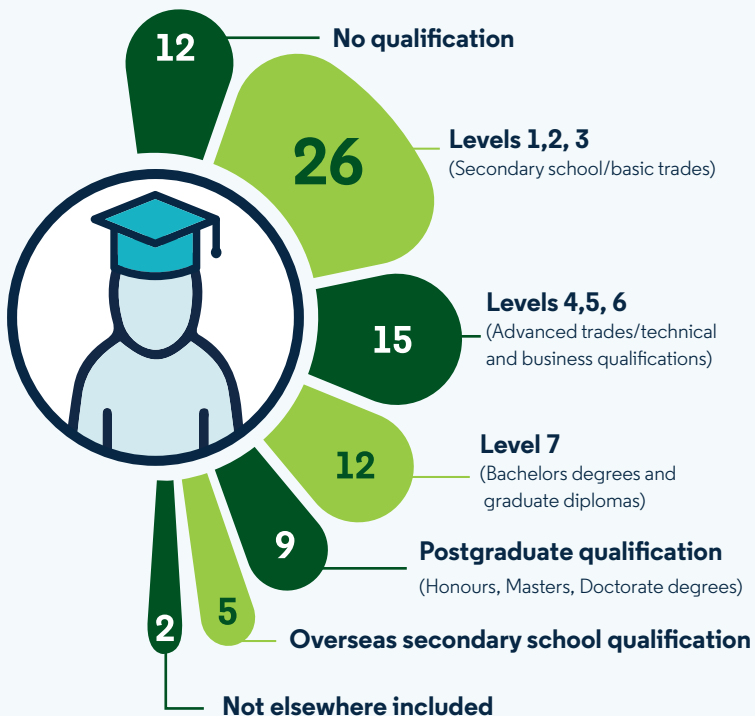 12
No qualification
26
Levels 1,2, 3
(Secondary school/basic trades)
15
Levels 4,5, 6
(Advanced trades/technical
and business qualifications)
12
Level 7
(Bachelors degrees and
graduate diplomas)
9
Postgraduate qualification
(Honours, Masters, Doctorate degrees)
5
Overseas secondary school qualification
2
Not elsewhere included